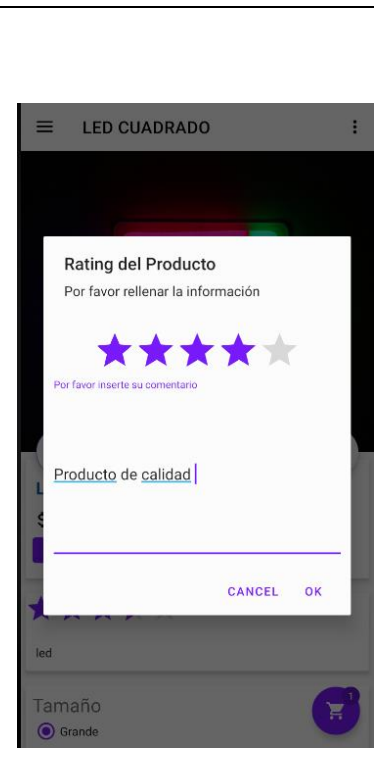 LED CUADRADO
Rating del Producto
Por favor rellenar la información
Por favor inserte su comentario
Producto de calidad
L
$
CANCEL OK
led
1
Tamaño
Grande